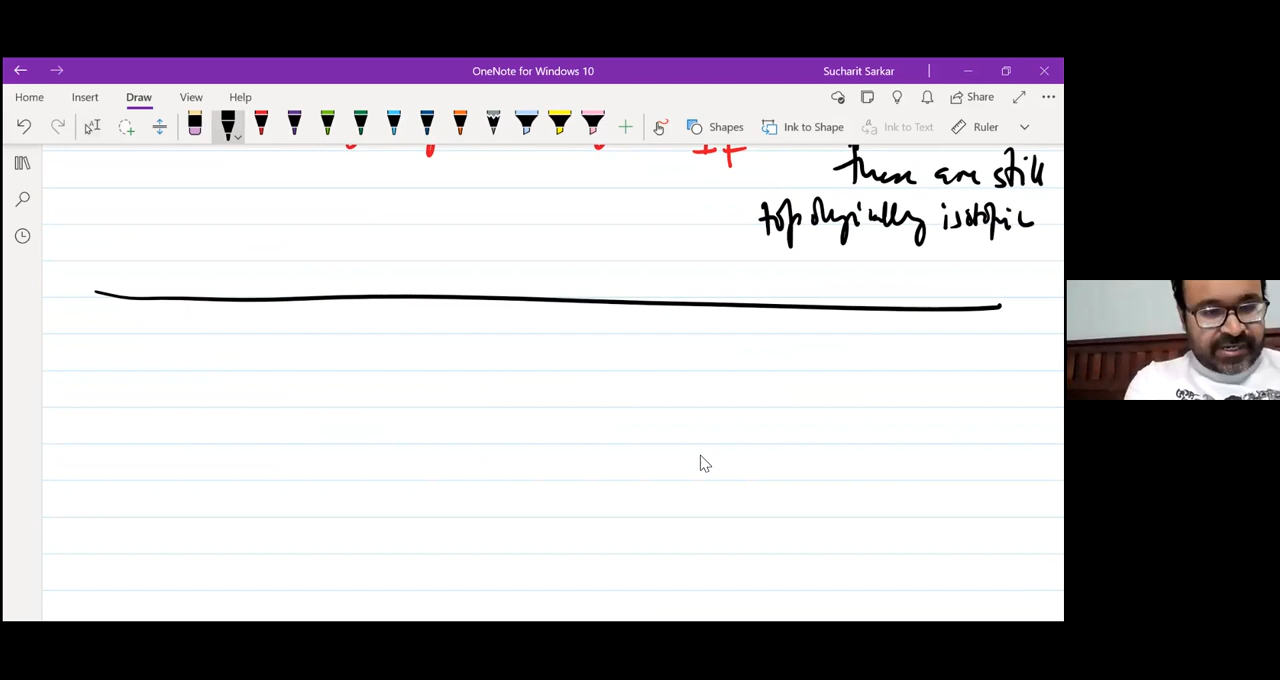 OneNote for Windows 10
Sucharit Sarkar
Home Insert Draw View Help
Share
Shapes Ink to Shape Ink to Text Ruler
these are still
topologically isotopic